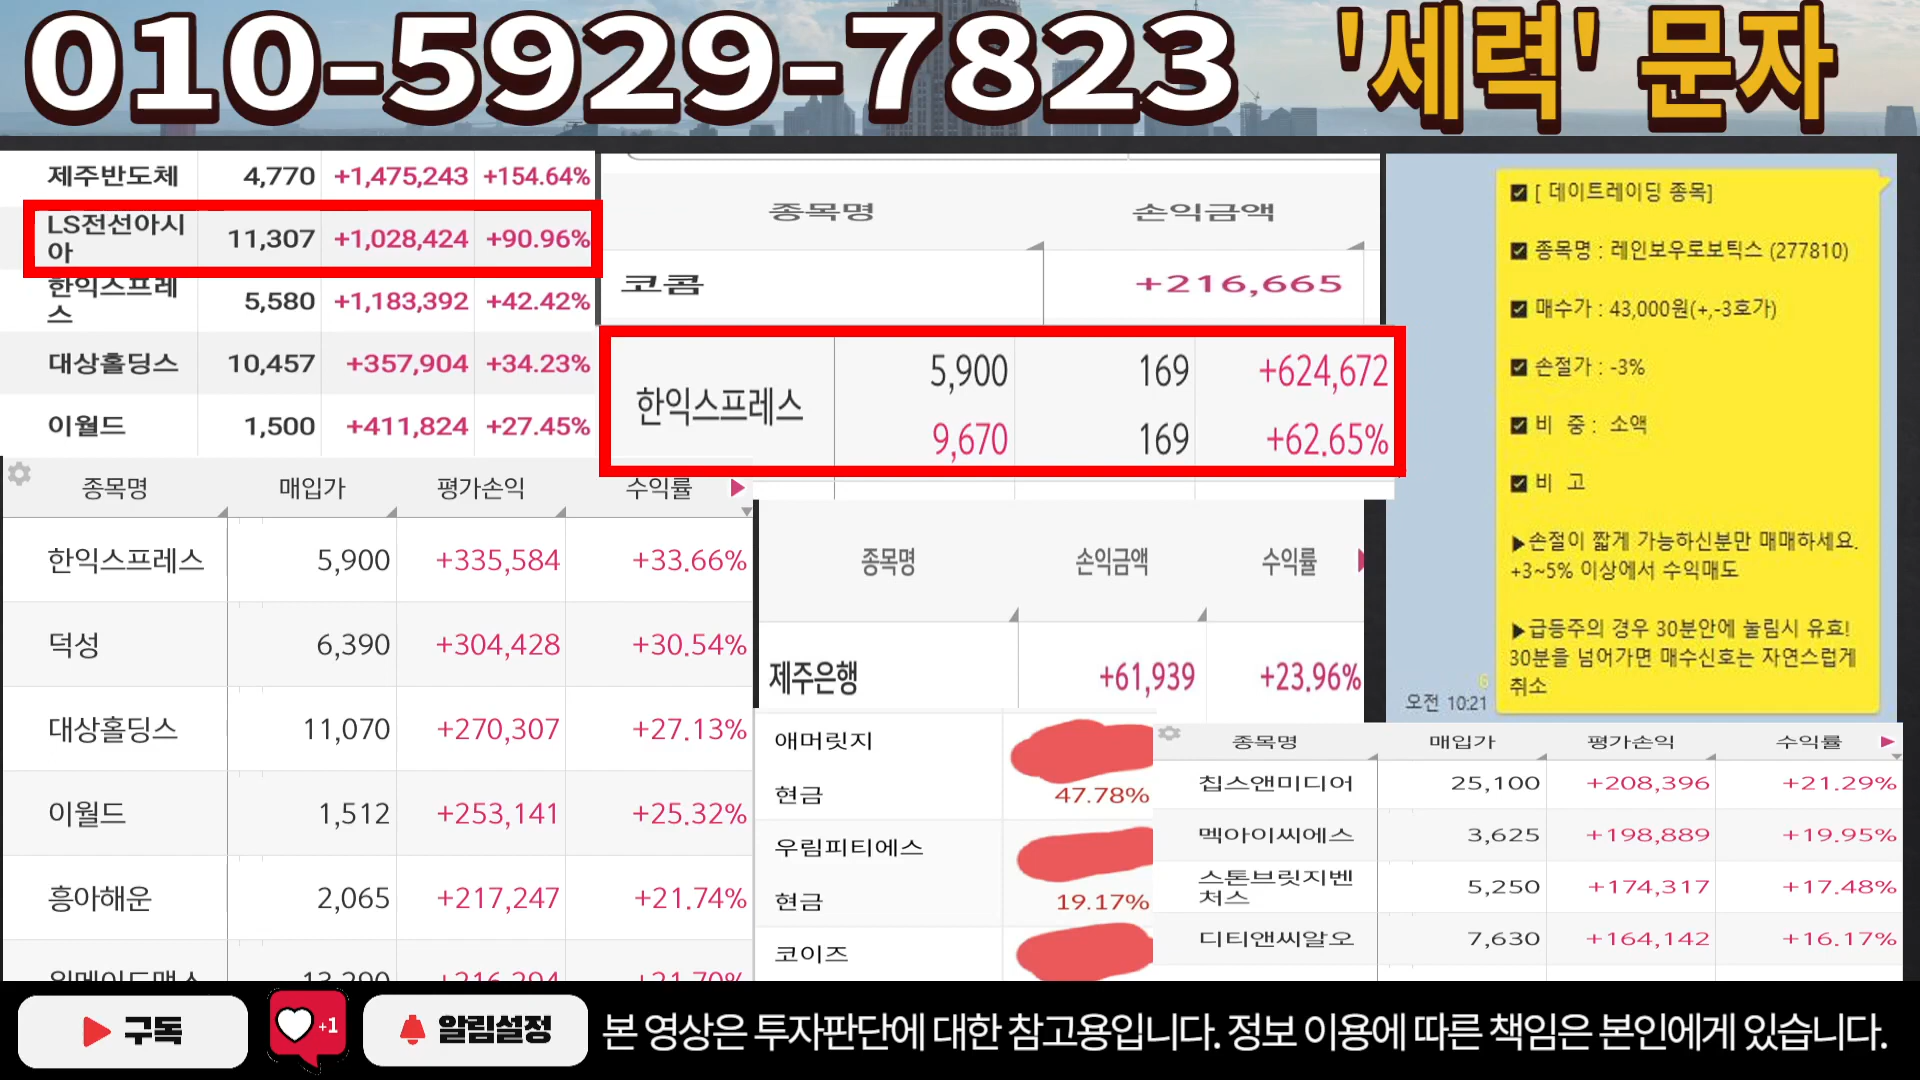 010-5929-7823 '세력' 문자
제주반도체 4,770 +1,475,243 +154.64%
LS전선아시
아 11,307 +1,028,424 +90.96%
한익스프레
스 5,580 +1,183,392 +42.42%
대상홀딩스 10,457 +357,904 +34.23%
이월드 1,500 +411,824 +27.45%
종목명 손익금액
코콤 +216,665
한익스프레스 5,900 169 +624,672
9,670 169 +62.65%
[ 데이트레이딩 종목]
종목명 : 레인보우로보틱스 (277810)
매수가 : 43,000원(+,-3호가)
손절가 : -3%
비 중 : 소액
비 고
▶손절이 짧게 가능하신분만 매매하세요.
+3~5% 이상에서 수익매도
▶급등주의 경우 30분안에 눌림시 유효!
30분을 넘어가면 매수신호는 자연스럽게
취소
6
오전 10:21
종목명 매입가 평가손익 수익률
한익스프레스 5,900 +335,584 +33.66%
덕성 6,390 +304,428 +30.54%
대상홀딩스 11,070 +270,307 +27.13%
이월드 1,512 +253,141 +25.32%
흥아해운 2,065 +217,247 +21.74%
종목명 손익금액 수익률
제주은행 +61,939 +23.96%
애머릿지
현금 47.78%
우림피티에스
현금 19.17%
코이즈
종목명 매입가 평가손익 수익률
칩스앤미디어 25,100 +208,396 +21.29%
멕아이씨에스 3,625 +198,889 +19.95%
스톤브릿지벤
처스 5,250 +174,317 +17.48%
디티앤씨알오 7,630 +164,142 +16.17%
구독 +1 알림설정 본 영상은 투자판단에 대한 참고용입니다. 정보 이용에 따른 책임은 본인에게 있습니다.